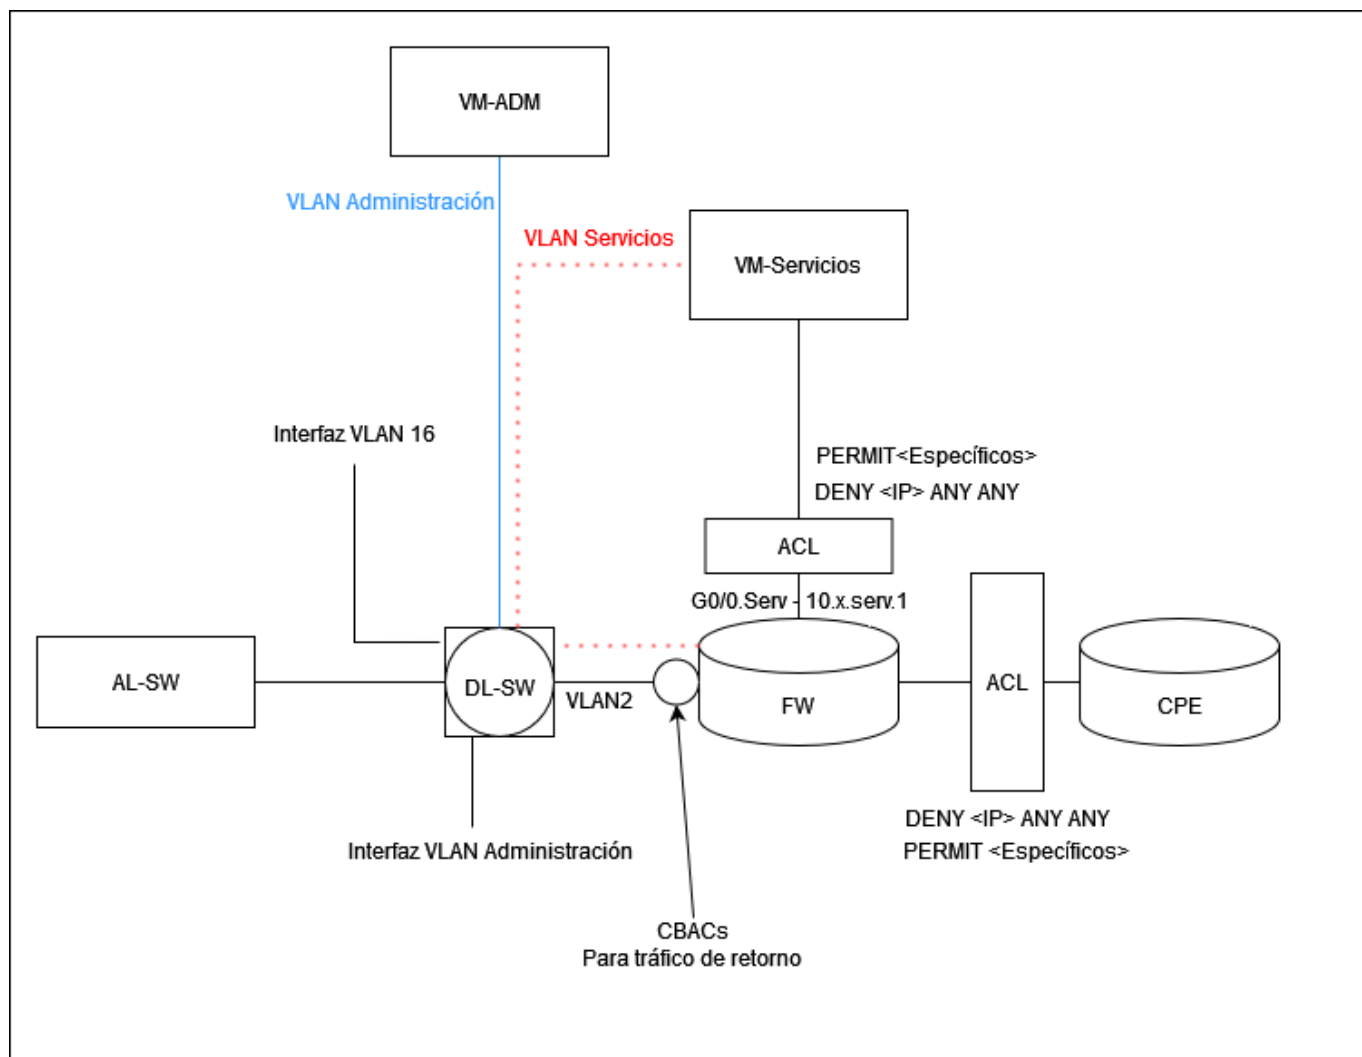 VM-ADM
VLAN Administración
VLAN Servicios
VM-Servicios
Interfaz VLAN 16
PERMIT<Específicos>
DENY <IP> ANY ANY
ACL
G0/0.Serv - 10.x.serv.1
AL-SW
DL-SW
VLAN2
FW
ACL
CPE
DENY <IP> ANY ANY
PERMIT <Específicos>
Interfaz VLAN Administración
CBACs
Para tráfico de retorno